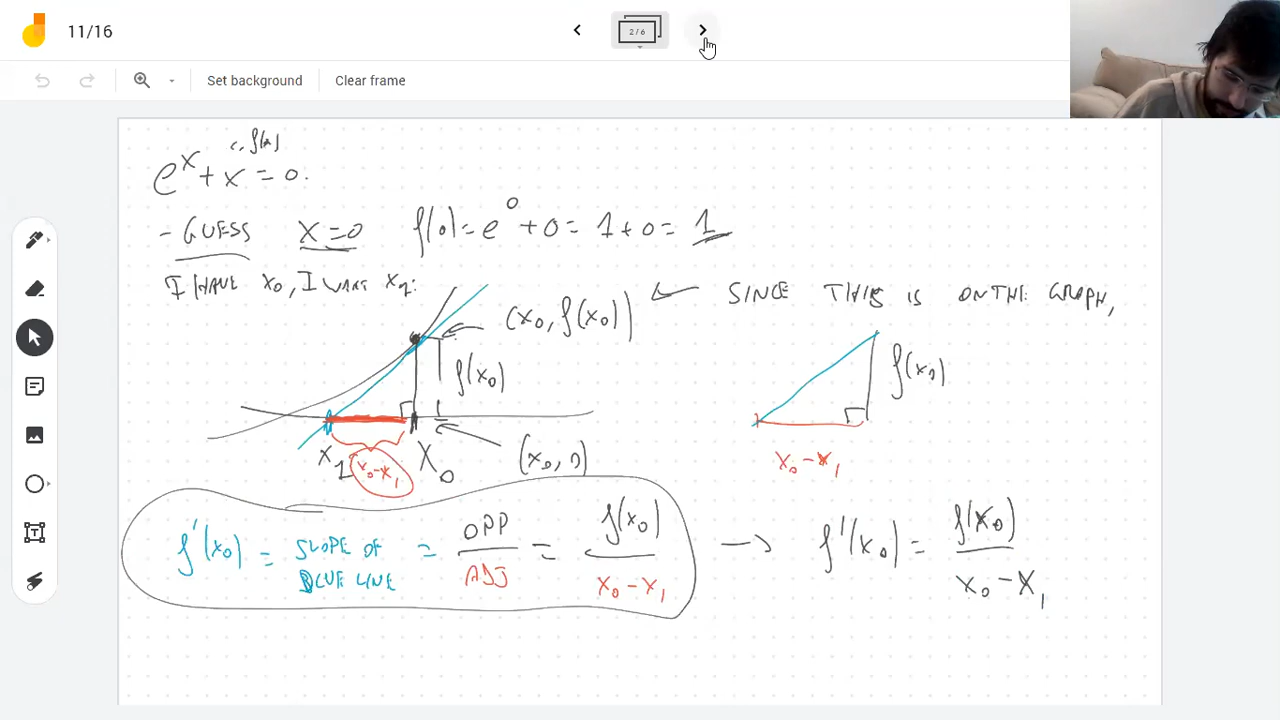 11/16
2/6
Set background
Clear frame
∴ f(x)
e^x + x = 0.
- GUESS x = 0 f(0) = e^0 + 0 = 1 + 0 = 1
I HAVE x₀, I WANT x₁:
(x₀, f(x₀)) ← SINCE THIS IS ON THE GRAPH,
f(x₀)
f(x₀)
x₁ x₀-x₁ x₀ (x₀, 0)
x₀-x₁
f'(x₀) = SLOPE OF BLUE LINE = OPP/ADJ = f(x₀)/x₀-x₁ → f'(x₀) = f(x₀)/x₀-x₁